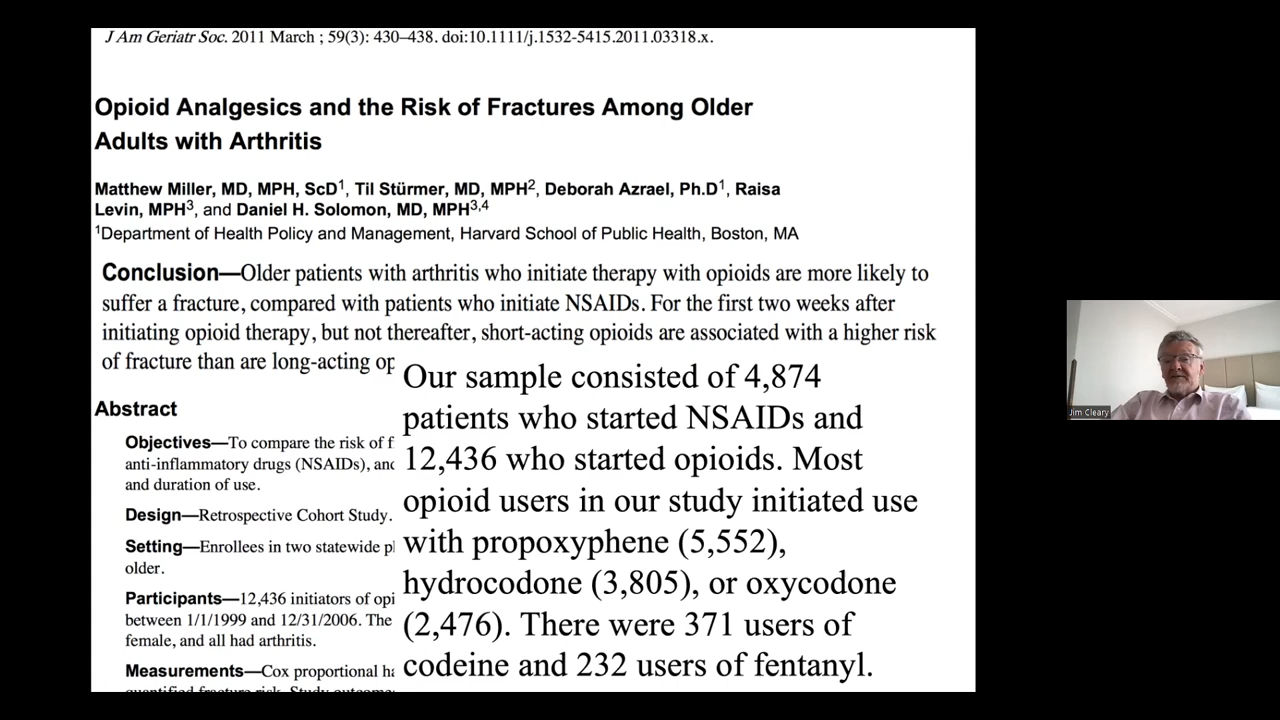 J Am Geriatr Soc. 2011 March ; 59(3): 430–438. doi:10.1111/j.1532-5415.2011.03318.x.
Opioid Analgesics and the Risk of Fractures Among Older
Adults with Arthritis
Matthew Miller, MD, MPH, ScD1, Til Stürmer, MD, MPH2, Deborah Azrael, Ph.D1, Raisa
Levin, MPH3, and Daniel H. Solomon, MD, MPH3,4
1Department of Health Policy and Management, Harvard School of Public Health, Boston, MA
Conclusion—Older patients with arthritis who initiate therapy with opioids are more likely to
suffer a fracture, compared with patients who initiate NSAIDs. For the first two weeks after
initiating opioid therapy, but not thereafter, short-acting opioids are associated with a higher risk
of fracture than are long-acting op
Abstract
Objectives—To compare the risk of f
anti-inflammatory drugs (NSAIDs), and
and duration of use.
Design—Retrospective Cohort Study.
Setting—Enrollees in two statewide pl
older.
Participants—12,436 initiators of opi
between 1/1/1999 and 12/31/2006. The
female, and all had arthritis.
Measurements—Cox proportional ha
quantified fracture risk. Study outcome
Our sample consisted of 4,874
patients who started NSAIDs and
12,436 who started opioids. Most
opioid users in our study initiated use
with propoxyphene (5,552),
hydrocodone (3,805), or oxycodone
(2,476). There were 371 users of
codeine and 232 users of fentanyl.
Jim Cleary